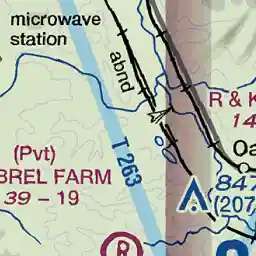 microwave
station
abnd
R & K
14
Oa
(Pvt)
BREL FARM
39 - 19
T 263
847
(207
R